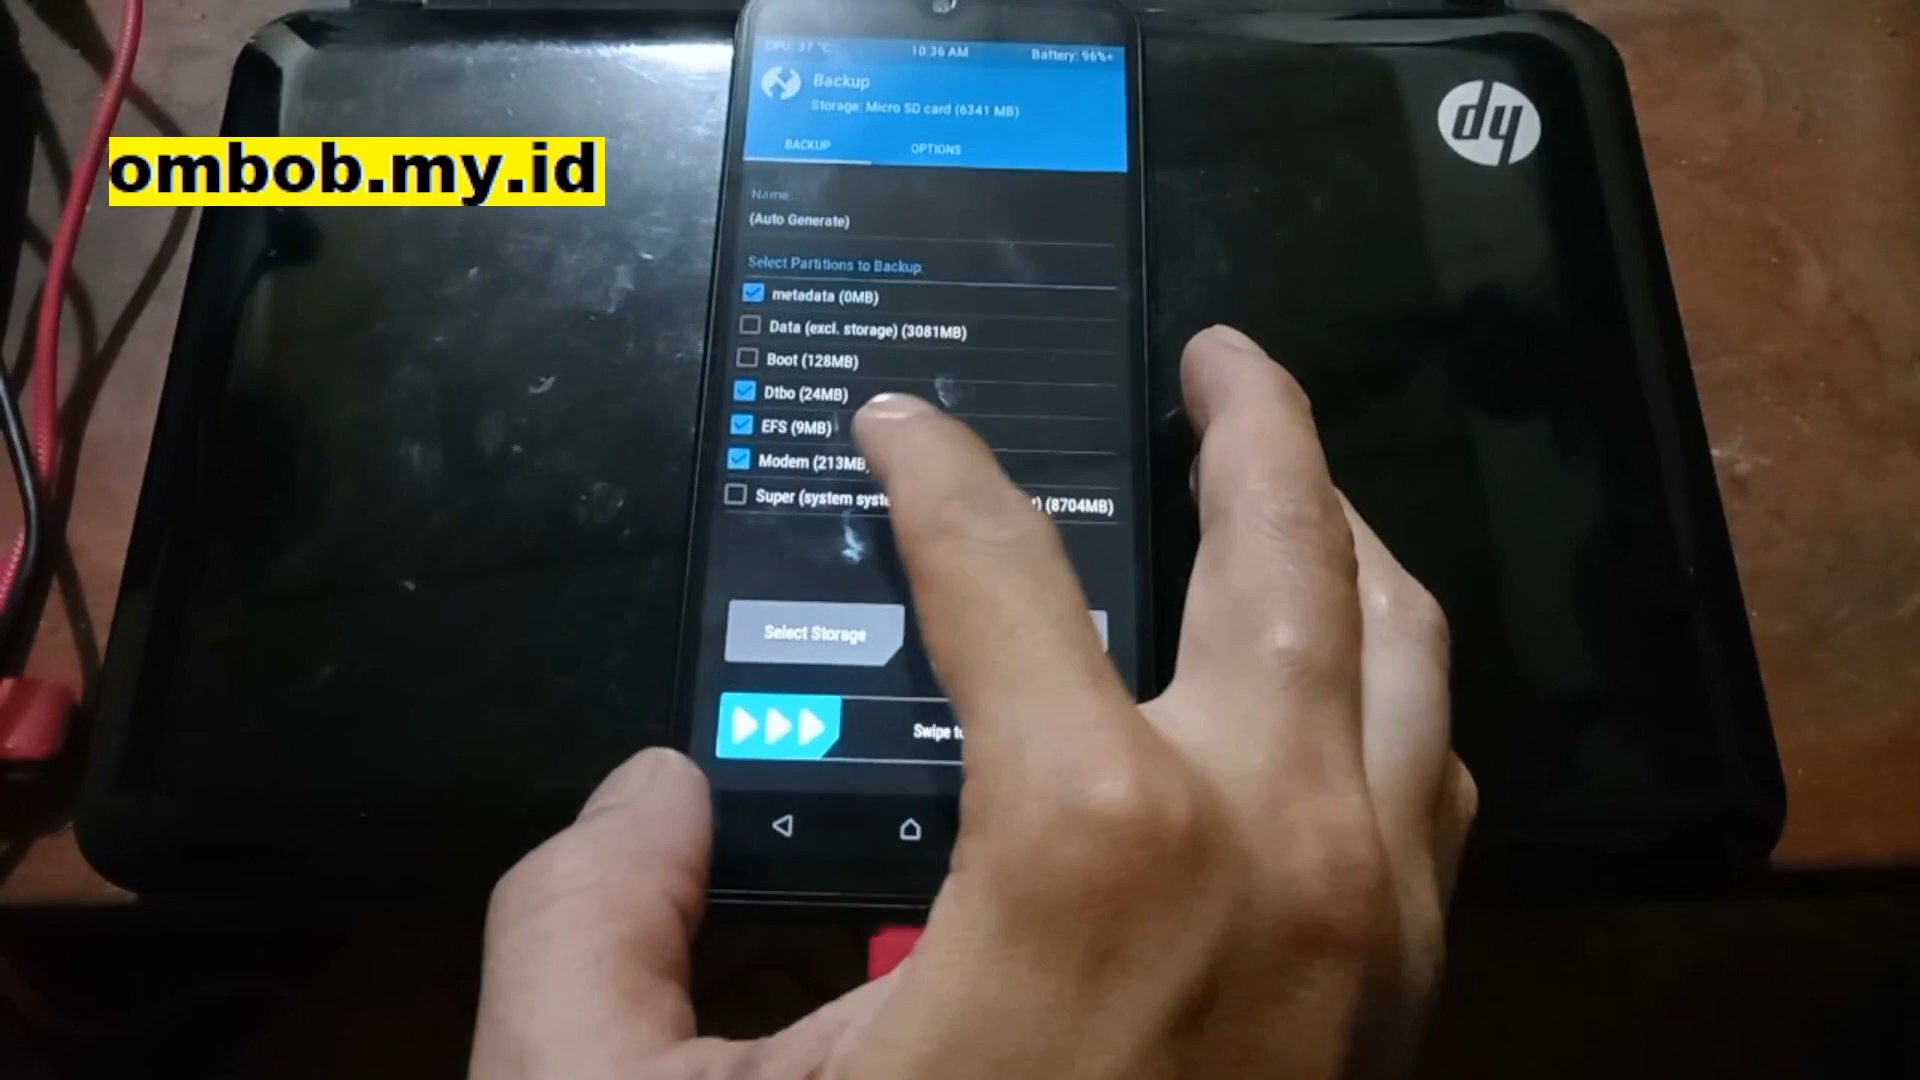 CPU: 37 °C
10:36 AM
Battery: 96%+
Backup
Storage: Micro SD card (6341 MB)
BACKUP
OPTIONS
ombob.my.id
hp
Name:
(Auto Generate)
Select Partitions to Backup:
metadata (0MB)
Data (excl. storage) (3081MB)
Boot (128MB)
Dtbo (24MB)
EFS (9MB)
Modem (213MB)
Super (system ) (8704MB)
Select Storage
Swipe